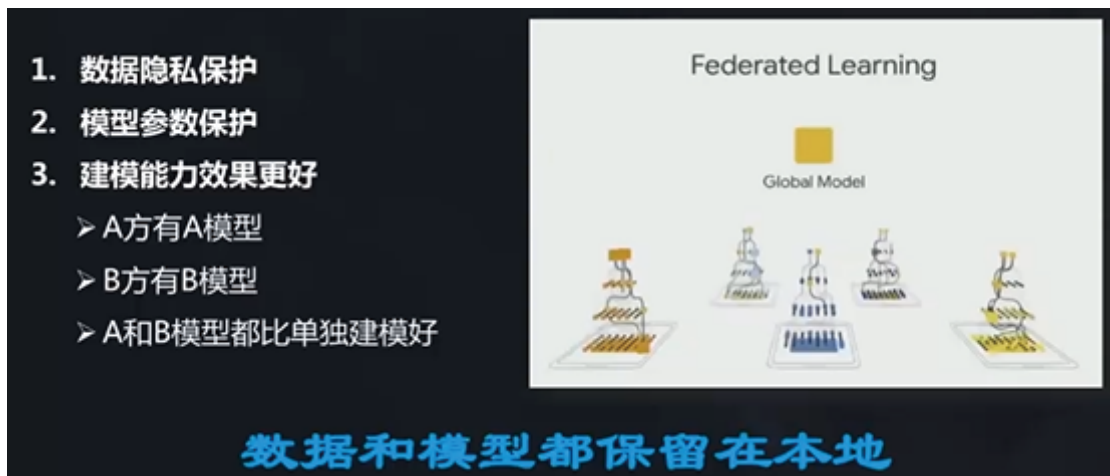 1. 数据隐私保护
2. 模型参数保护
3. 建模能力效果更好
➢ A方有A模型
➢ B方有B模型
➢ A和B模型都比单独建模好
Federated Learning
Global Model
数据和模型都保留在本地